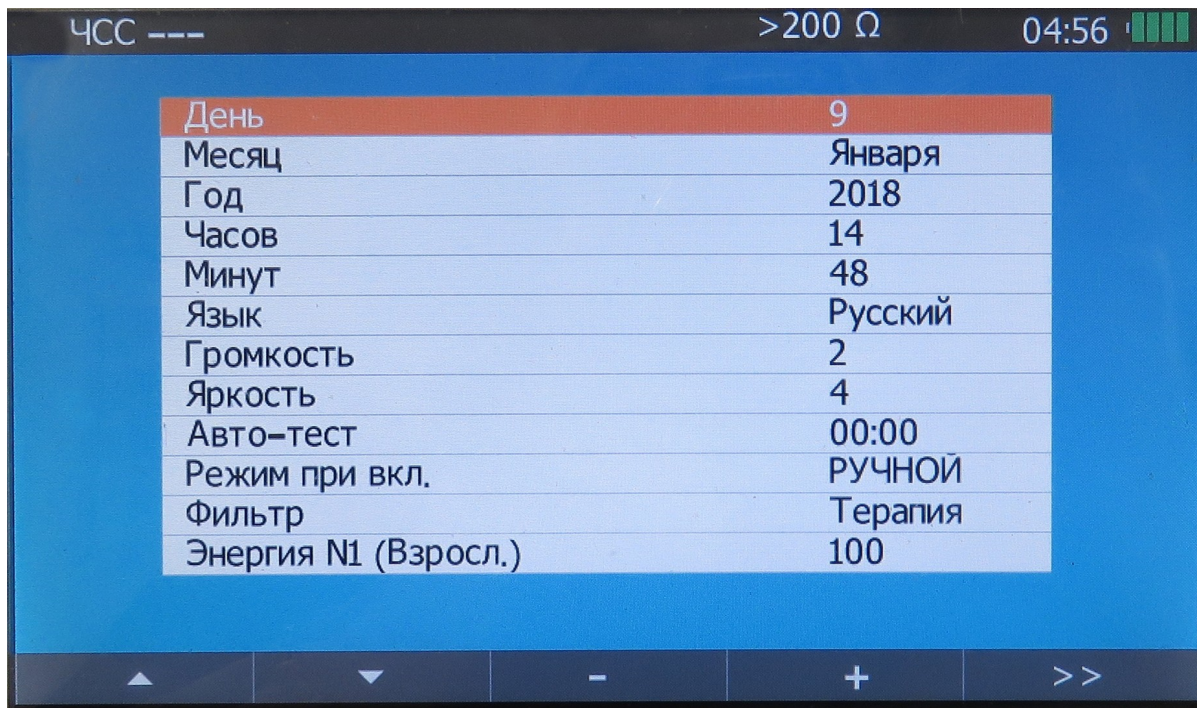 ЧСС --- >200 Ω 04:56
День 9
Месяц Января
Год 2018
Часов 14
Минут 48
Язык Русский
Громкость 2
Яркость 4
Авто-тест 00:00
Режим при вкл. РУЧНОЙ
Фильтр Терапия
Энергия N1 (Взросл.) 100
- + >>